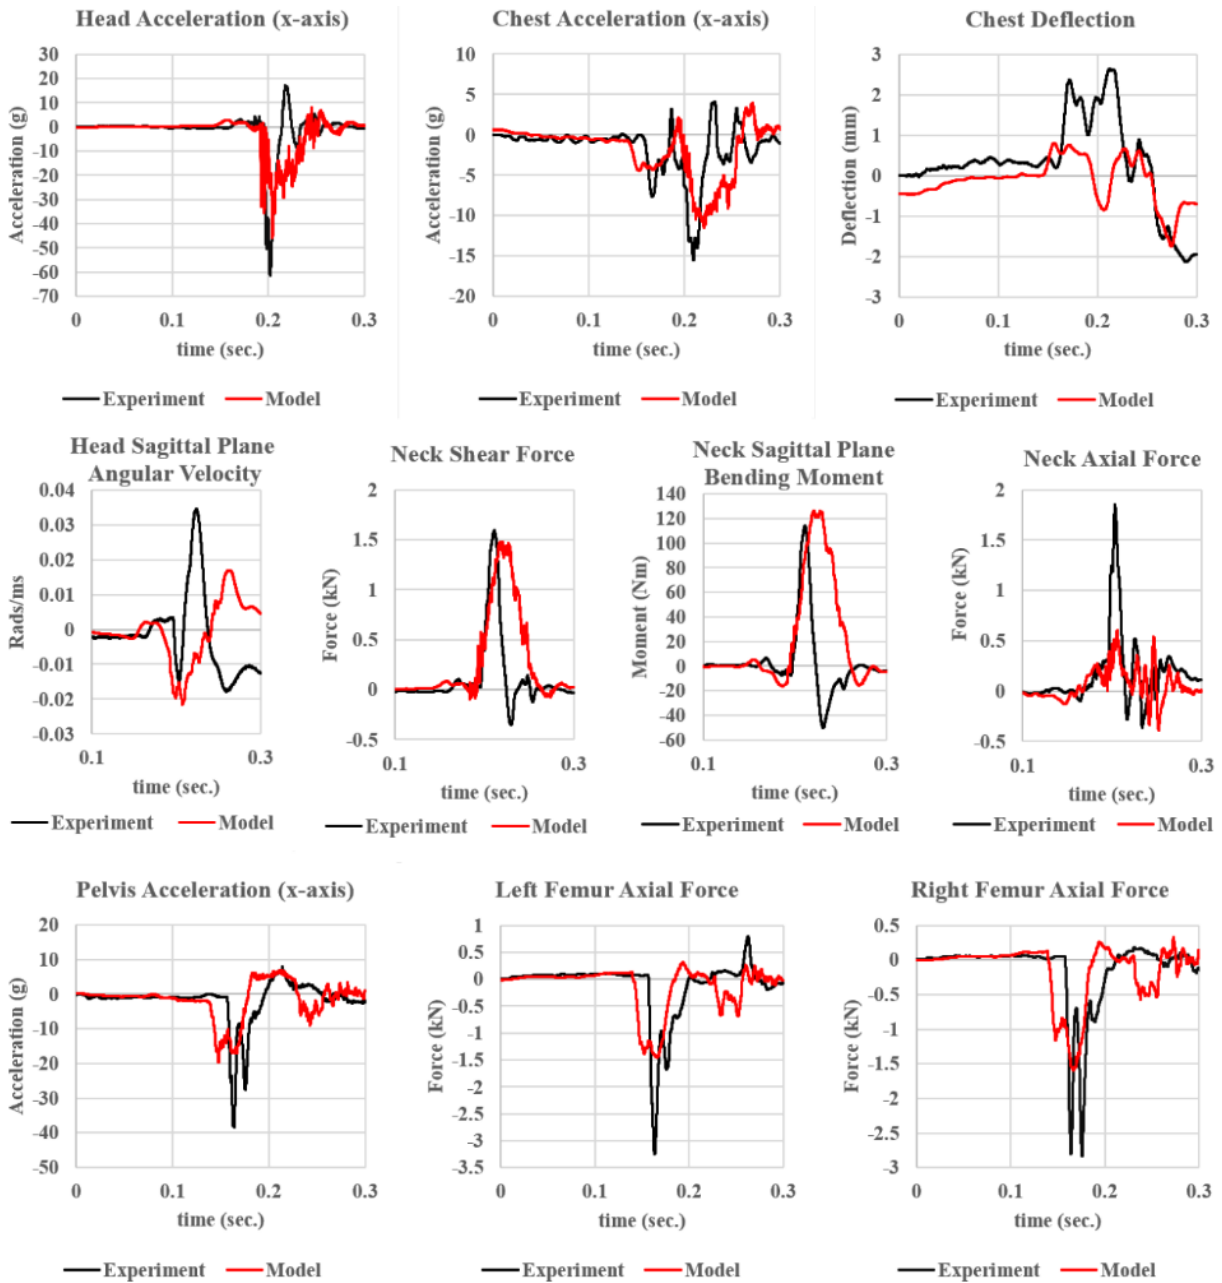 Head Acceleration (x-axis)
Acceleration (g)
30
20
10
0
-10
-20
-30
-40
-50
-60
-70
0 0.1 0.2 0.3
time (sec.)
Experiment Model
Chest Acceleration (x-axis)
Acceleration (g)
10
5
0
-5
-10
-15
-20
0 0.1 0.2 0.3
time (sec.)
Experiment Model
Chest Deflection
Deflection (mm)
3
2
1
0
-1
-2
-3
0 0.1 0.2 0.3
time (sec.)
Experiment Model
Head Sagittal Plane
Angular Velocity
Rads/ms
0.04
0.03
0.02
0.01
0
-0.01
-0.02
-0.03
0.1 0.3
time (sec.)
Experiment Model
Neck Shear Force
Force (kN)
2
1.5
1
0.5
0
-0.5
0.1 0.3
time (sec.)
Experiment Model
Neck Sagittal Plane
Bending Moment
Moment (Nm)
140
120
100
80
60
40
20
0
-20
-40
-60
0.1 0.3
time (sec.)
Experiment Model
Neck Axial Force
Force (kN)
2
1.5
1
0.5
0
-0.5
0.1 0.3
time (sec.)
Experiment Model
Pelvis Acceleration (x-axis)
Acceleration (g)
20
10
0
-10
-20
-30
-40
-50
0 0.1 0.2 0.3
time (sec.)
Experiment Model
Left Femur Axial Force
Force (kN)
1
0.5
0
-0.5
-1
-1.5
-2
-2.5
-3
-3.5
0 0.1 0.2 0.3
time (sec.)
Experiment Model
Right Femur Axial Force
Force (kN)
0.5
0
-0.5
-1
-1.5
-2
-2.5
-3
0 0.1 0.2 0.3
time (sec.)
Experiment Model